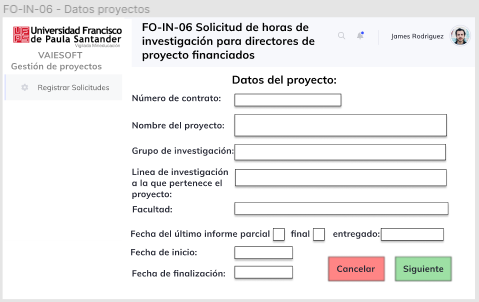 FO-IN-06 - Datos proyectos
Universidad Francisco
de Paula Santander
Vigilada Mineducación
VAIESOFT
Gestión de proyectos
Registrar Solicitudes
FO-IN-06 Solicitud de horas de
investigación para directores de
proyecto financiados
James Rodriguez
Datos del proyecto:
Número de contrato:
Nombre del proyecto:
Grupo de investigación:
Linea de investigación
a la que pertenece el
proyecto:
Facultad:
Fecha del último informe parcial final entregado:
Fecha de inicio:
Fecha de finalización:
Cancelar
Siguiente